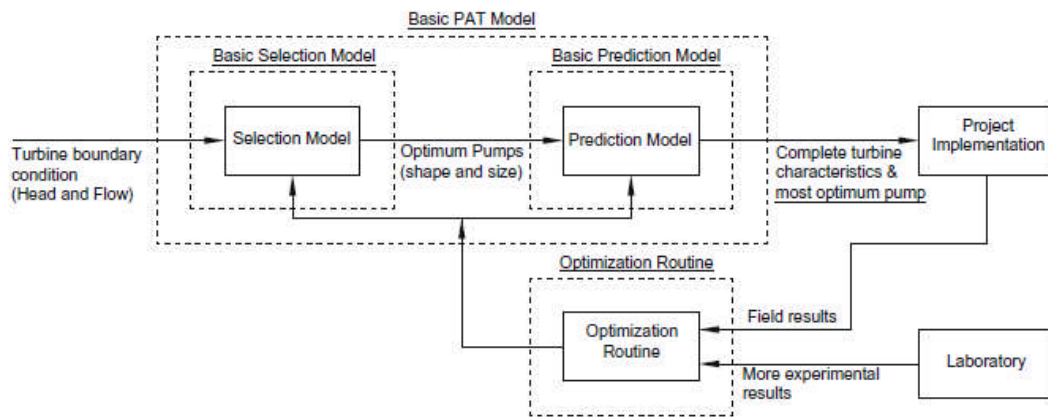 Basic PAT Model
Basic Selection Model
Basic Prediction Model
Selection Model
Prediction Model
Project
Implementation
Turbine boundary
condition
(Head and Flow)
Optimum Pumps
(shape and size)
Complete turbine
characteristics &
most optimum pump
Optimization Routine
Optimization
Routine
Field results
More experimental
results
Laboratory